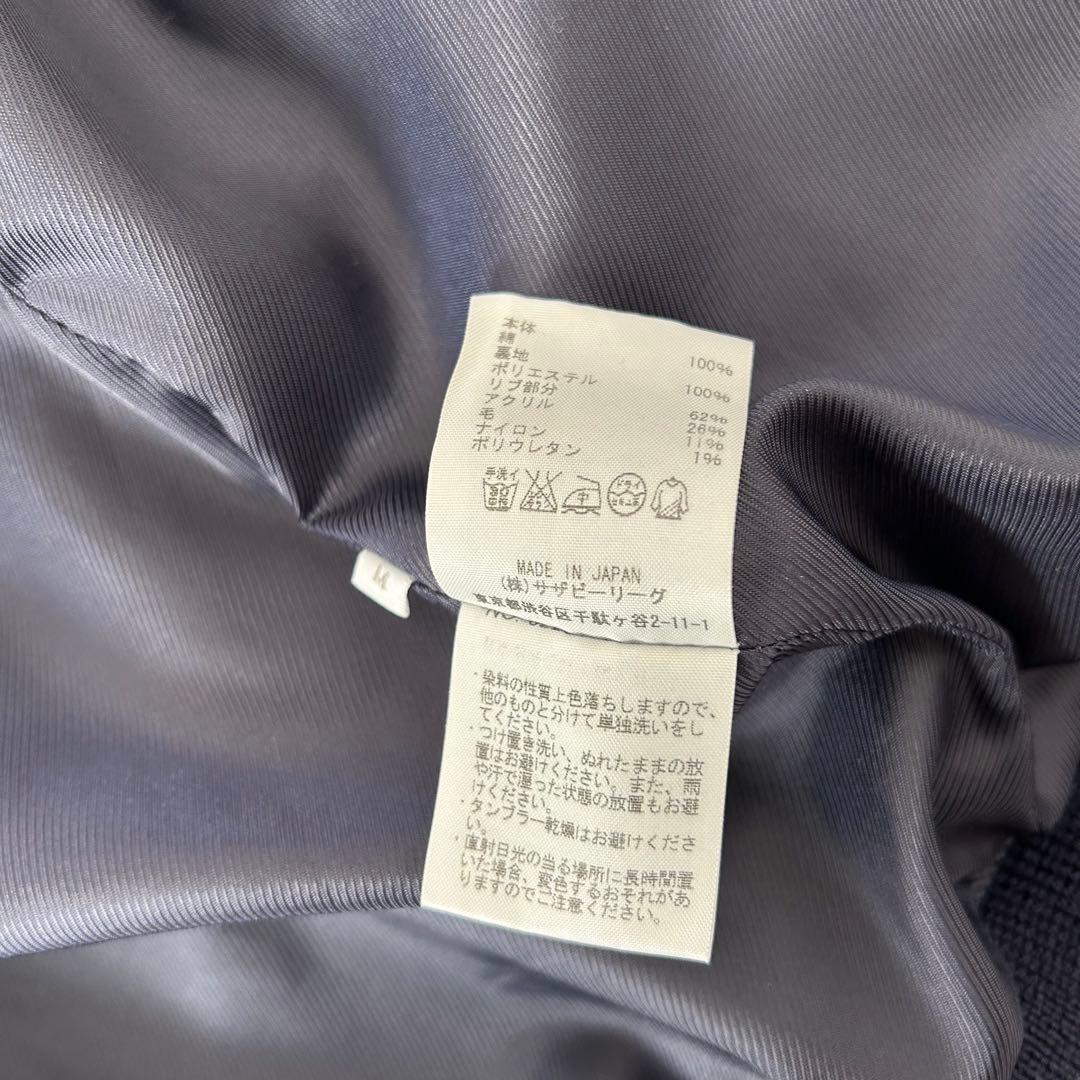 本体
綿 100%
裏地
ポリエステル 100%
リブ部分
アクリル 62%
毛 26%
ナイロン 11%
ポリウレタン 1%
手洗イ 中 ドライ
セキユ系
MADE IN JAPAN
(株)サザビーリーグ
東京都渋谷区千駄ヶ谷2-11-1
M
・染料の性質上色落ちしますので、
他のものと分けて単独洗いをし
てください。
・つけ置き洗い、ぬれたままの放
置はお避けください。また、雨
や汗で湿った状態の放置もお避
けください。
・タンブラー乾燥はお避けくださ
い。
・直射日光の当る場所に長時間置
いた場合、変色するおそれがあ
りますのでご注意ください。